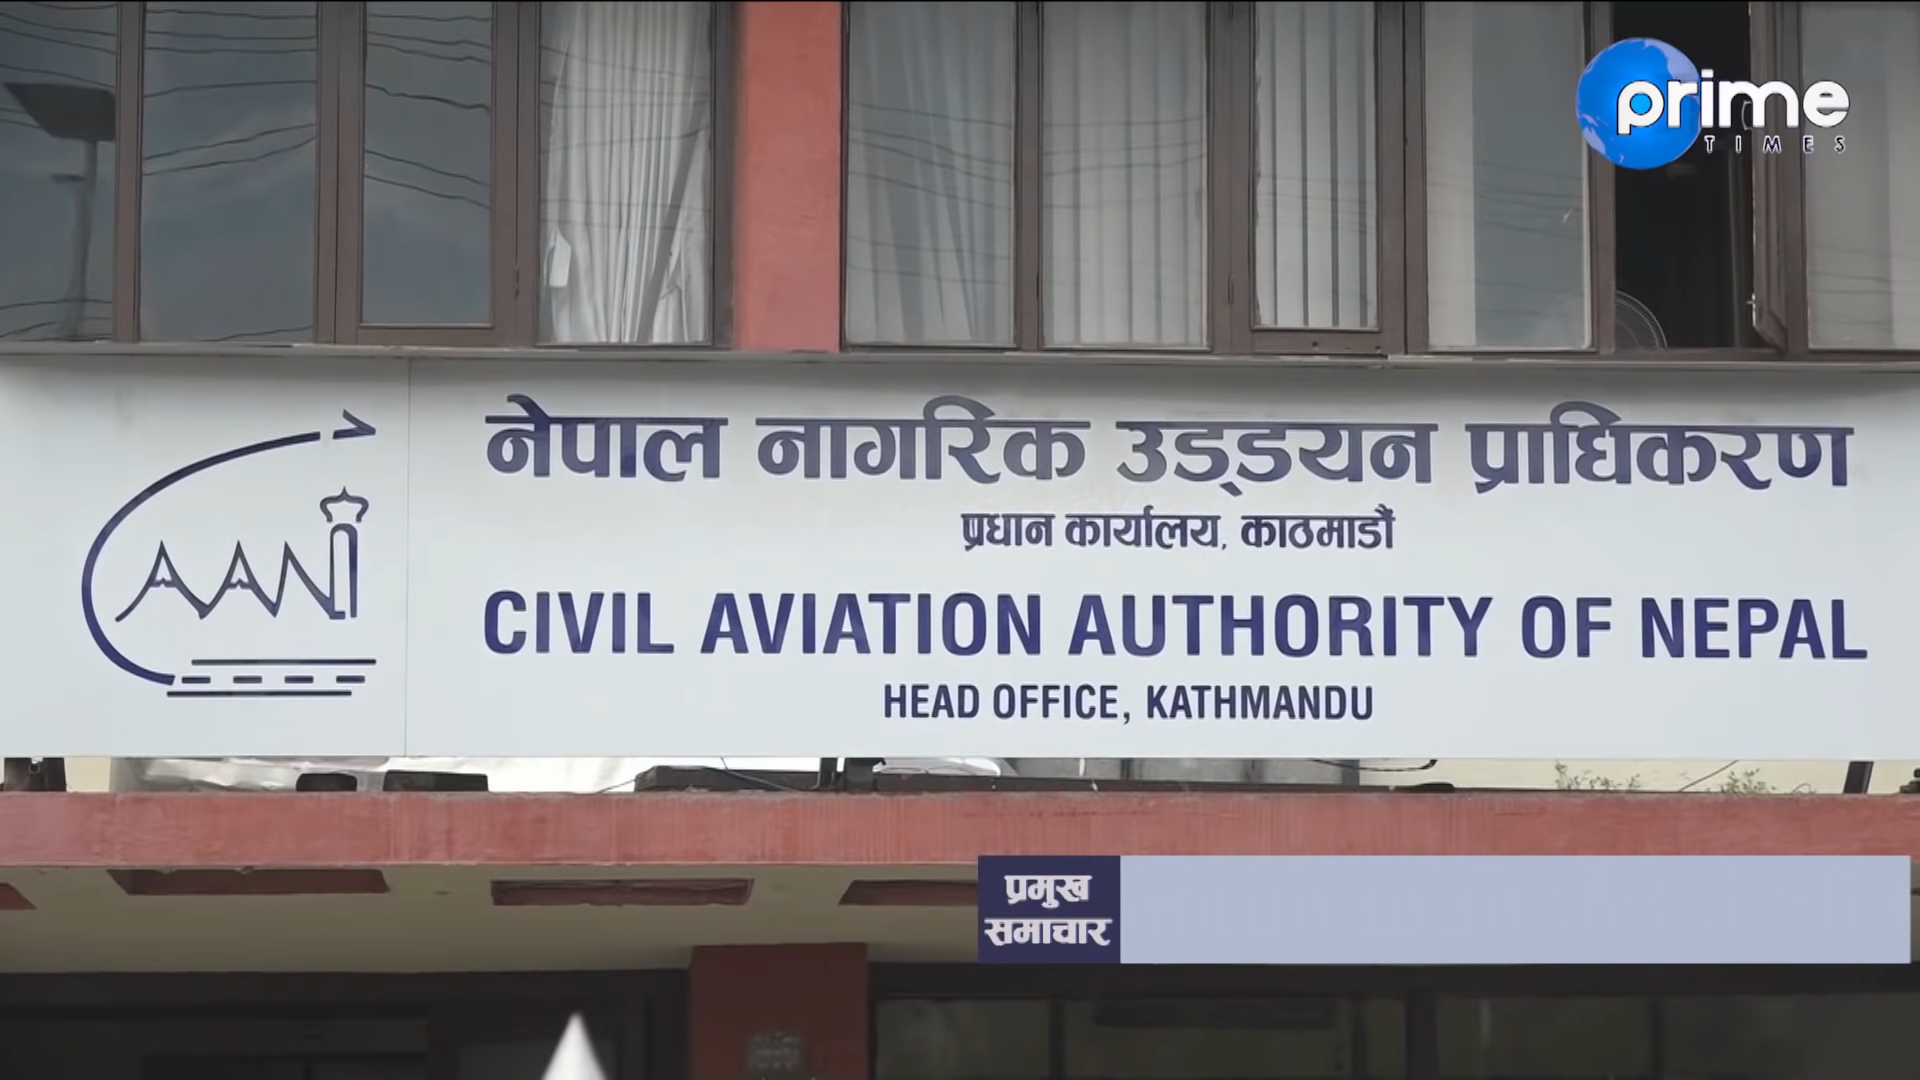 prime
TIMES
नेपाल नागरिक उड्डयन प्राधिकरण
प्रधान कार्यालय, काठमाडौं
CAAN
CIVIL AVIATION AUTHORITY OF NEPAL
HEAD OFFICE, KATHMANDU
प्रमुख
समाचार